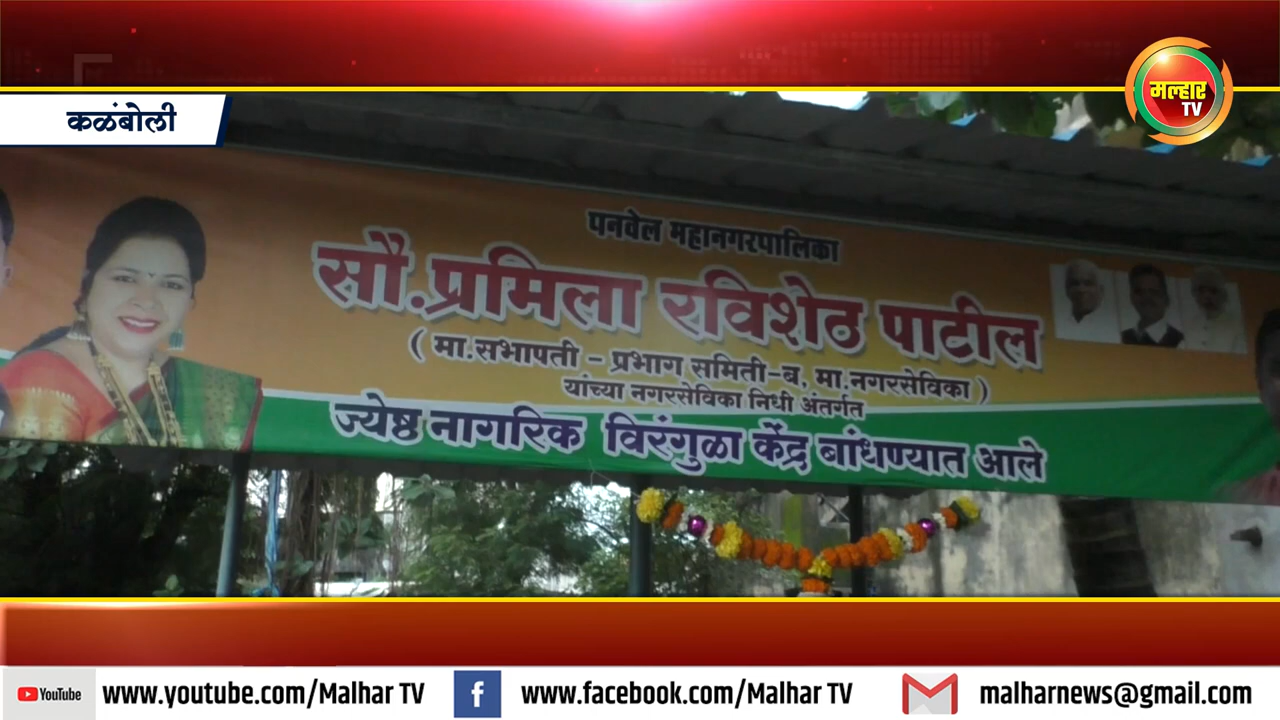 मल्हार
TV
कळंबोली
पनवेल महानगरपालिका
सौ.प्रमिला रविशेठ पाटील
( मा.सभापती - प्रभाग समिती-ब, मा.नगरसेविका )
यांच्या नगरसेविका निधी अंतर्गत
ज्येष्ठ नागरिक विरंगुळा केंद्र बांधण्यात आले
YouTube www.youtube.com/Malhar TV f www.facebook.com/Malhar TV malharnews@gmail.com